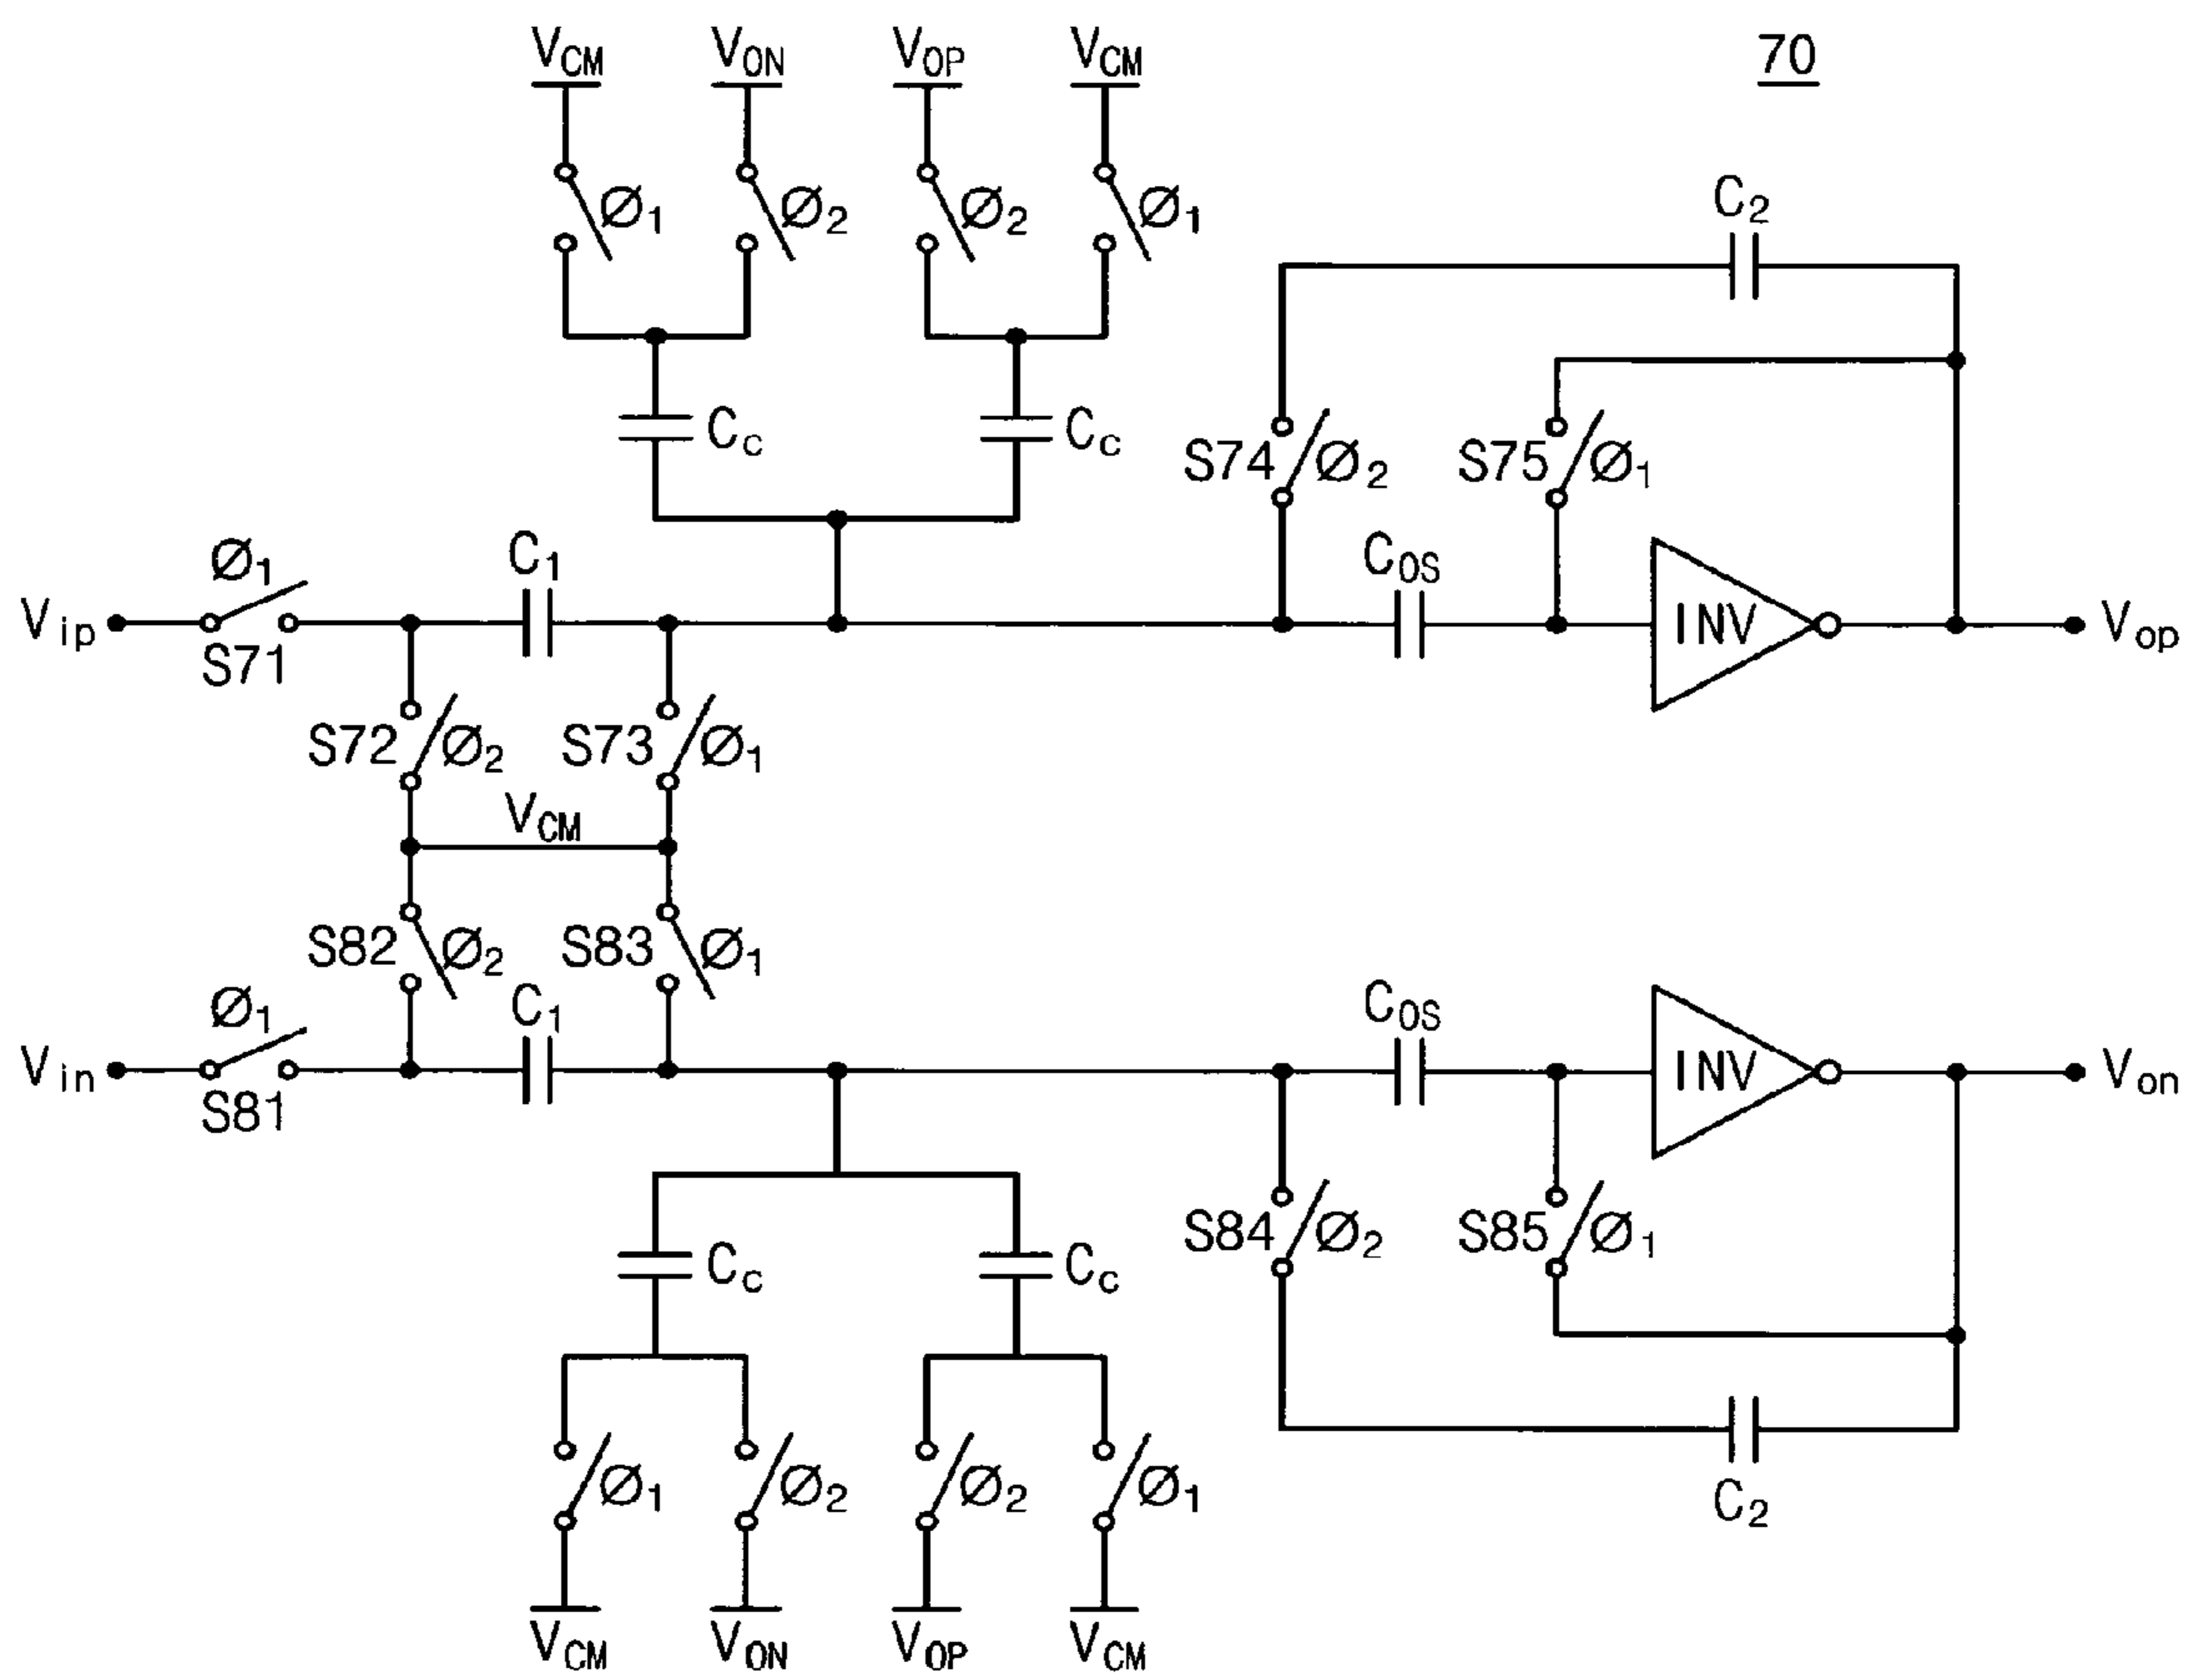 V_CM V_ON V_OP V_CM 70
Ø1 Ø2 Ø2 Ø1 C2
Cc Cc S74 Ø2 S75 Ø1
Ø1 C1 C_OS
Vip S71 INV Vop
S72 Ø2 S73 Ø1
V_CM
S82 Ø2 S83 Ø1
Ø1 C1 C_OS
Vin S81 INV Von
Cc Cc S84 Ø2 S85 Ø1
Ø1 Ø2 Ø2 Ø1 C2
V_CM V_ON V_OP V_CM